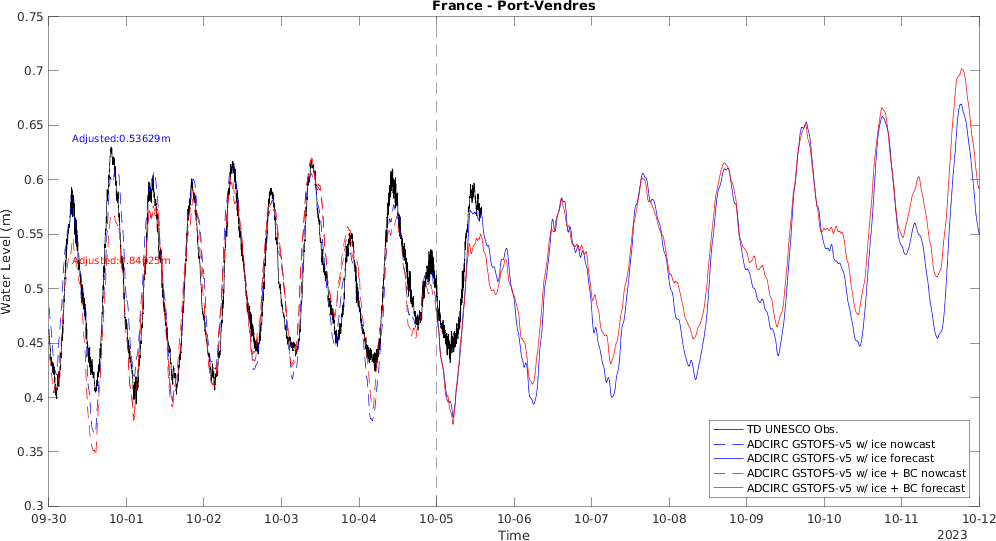 France - Port-Vendres
0.75
0.7
0.65
0.6
0.55
0.5
0.45
0.4
0.35
0.3
Water Level (m)
Adjusted:0.53629m
TD UNESCO Obs.
ADCIRC GSTOFS-v5 w/ ice nowcast
ADCIRC GSTOFS-v5 w/ ice forecast
ADCIRC GSTOFS-v5 w/ ice + BC nowcast
ADCIRC GSTOFS-v5 w/ ice + BC forecast
09-30 10-01 10-02 10-03 10-04 10-05 10-06 10-07 10-08 10-09 10-10 10-11 10-12
Time
2023